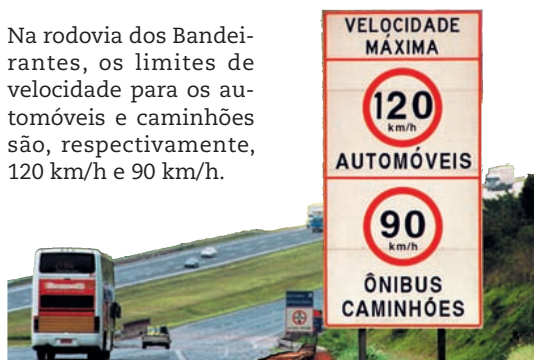 Na rodovia dos Bandei-
rantes, os limites de
velocidade para os au-
tomóveis e caminhões
são, respectivamente,
120 km/h e 90 km/h.
VELOCIDADE
MÁXIMA
120
km/h
AUTOMÓVEIS
90
km/h
ÔNIBUS
CAMINHÓES